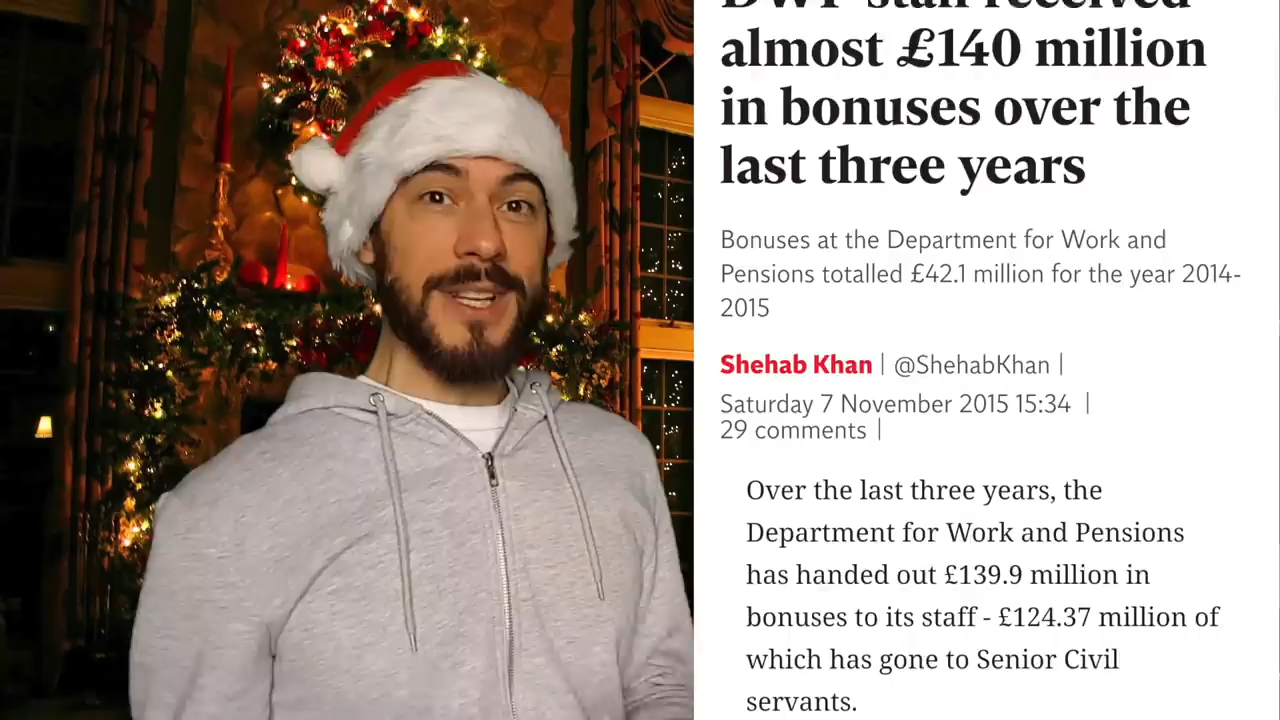 DWP staff received
almost £140 million
in bonuses over the
last three years
Bonuses at the Department for Work and
Pensions totalled £42.1 million for the year 2014-
2015
Shehab Khan | @ShehabKhan |
Saturday 7 November 2015 15:34 |
29 comments |
Over the last three years, the
Department for Work and Pensions
has handed out £139.9 million in
bonuses to its staff - £124.37 million of
which has gone to Senior Civil
servants.